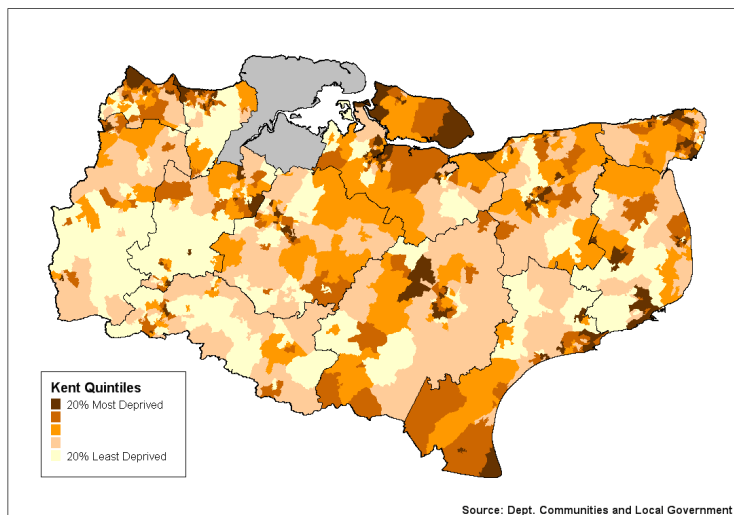 Kent Quintiles
20% Most Deprived
20% Least Deprived
Source: Dept. Communities and Local Government